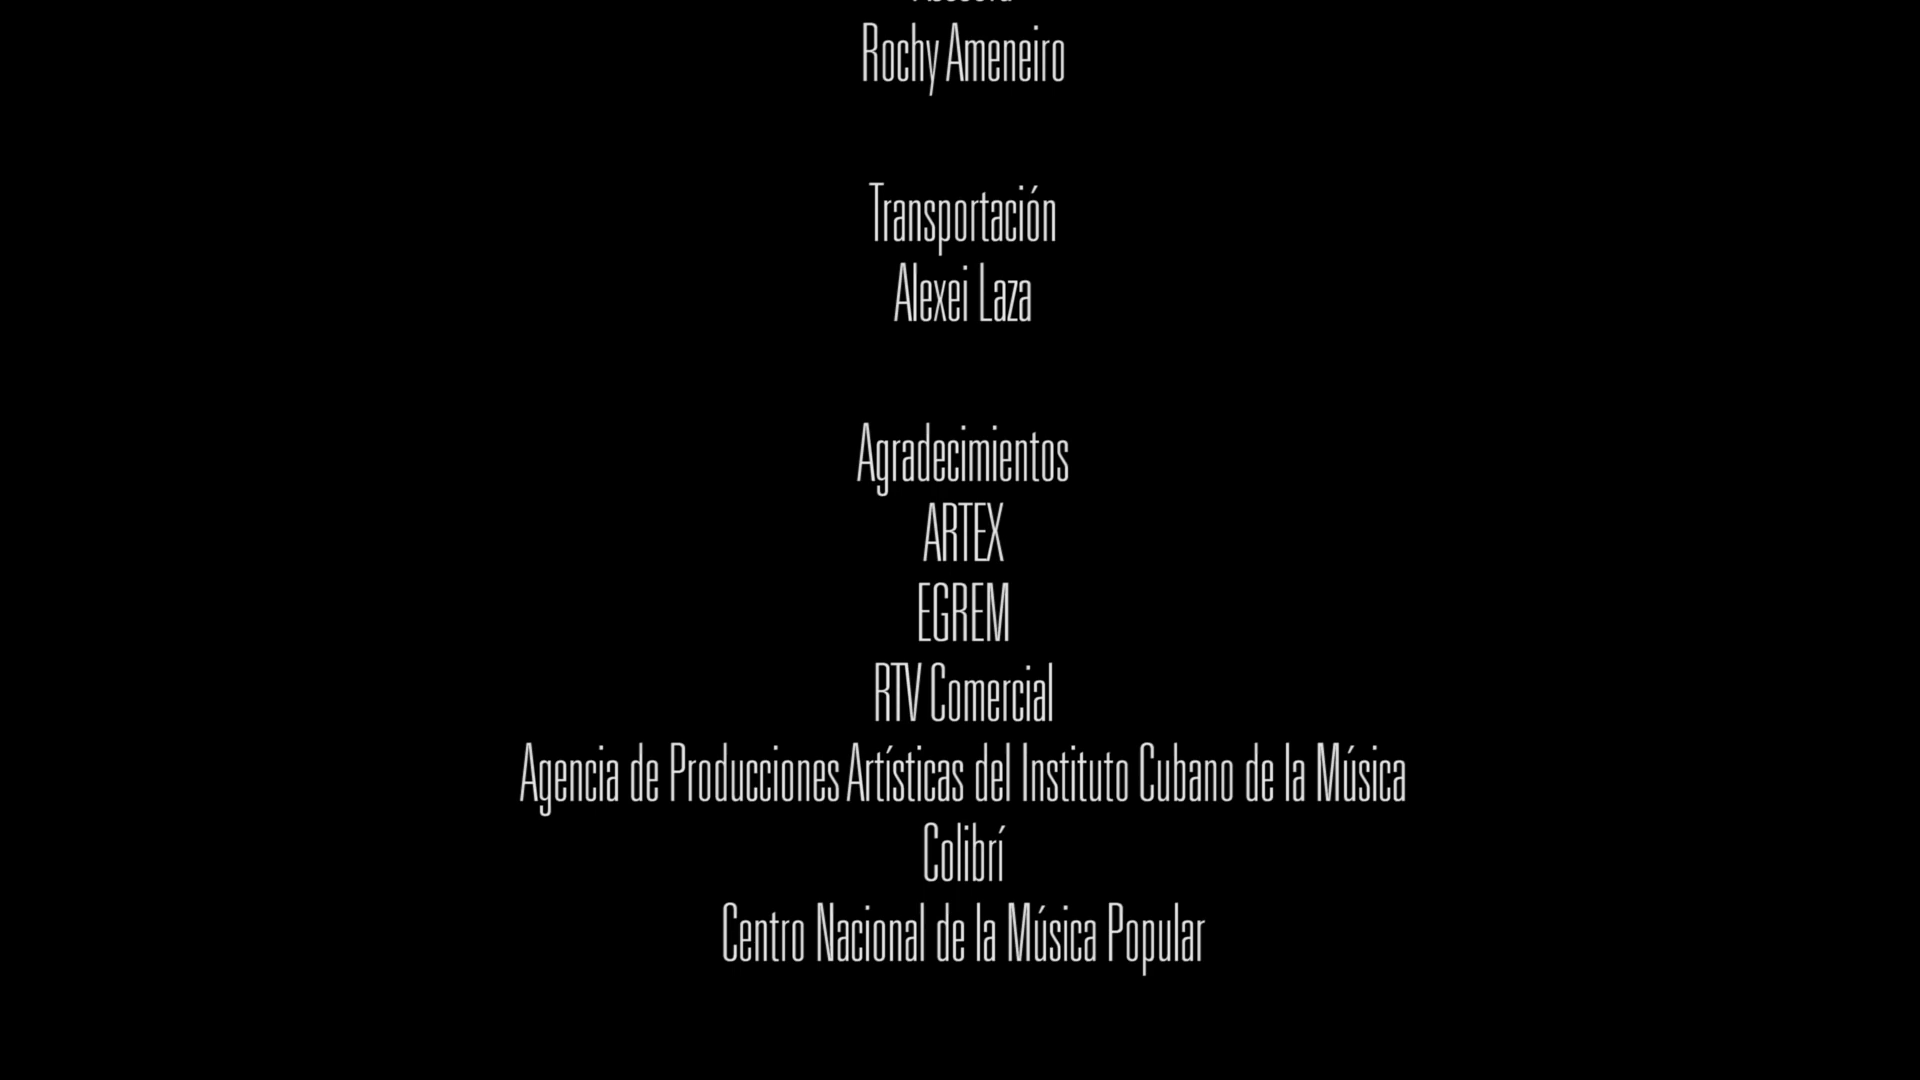 Rochy Ameneiro
Transportación
Alexei Laza
Agradecimientos
ARTEX
EGREM
RTV Comercial
Agencia de Producciones Artísticas del Instituto Cubano de la Música
Colibrí
Centro Nacional de la Música Popular